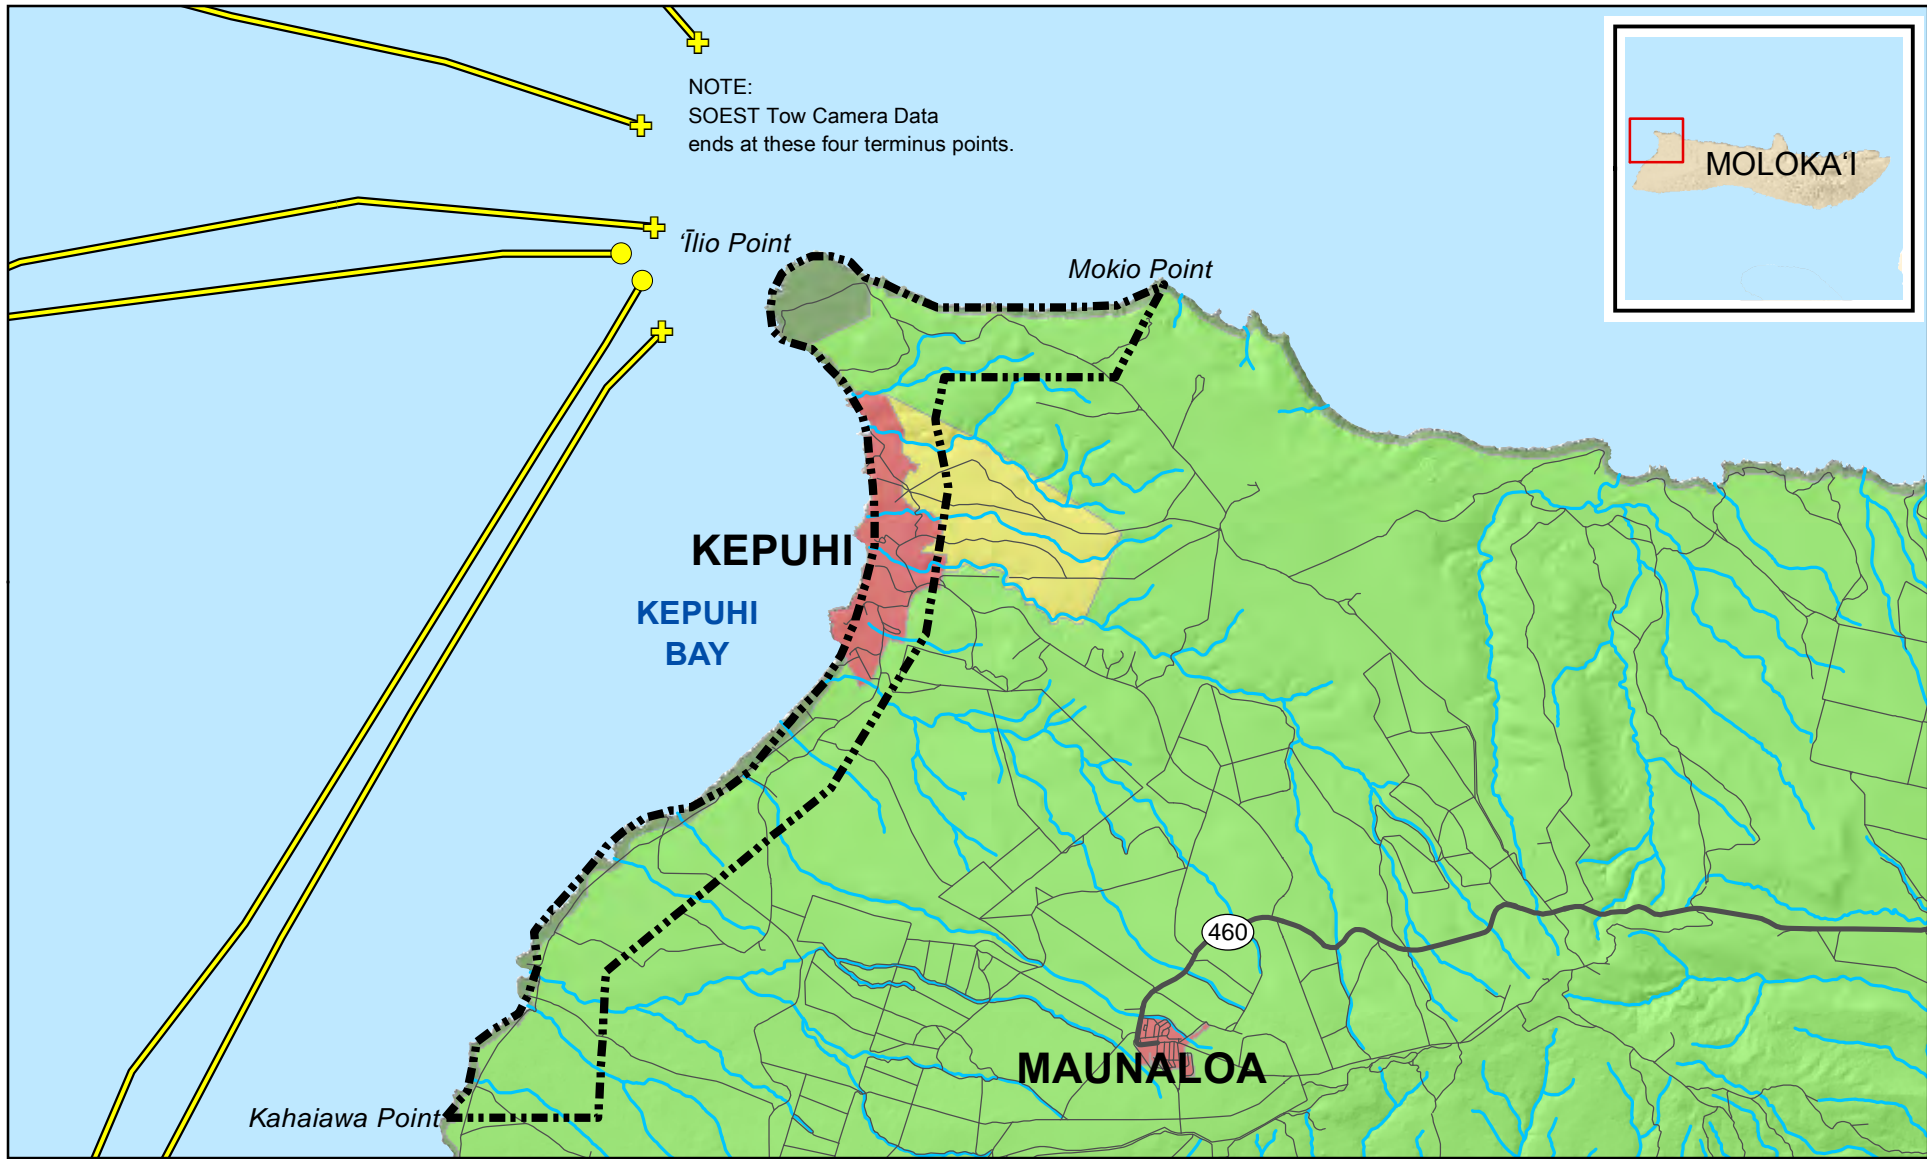 NOTE:
SOEST Tow Camera Data
ends at these four terminus points.
MOLOKAʻI
ʻĪlio Point
Mokio Point
KEPUHI
KEPUHI
BAY
460
MAUNALOA
Kahaiawa Point